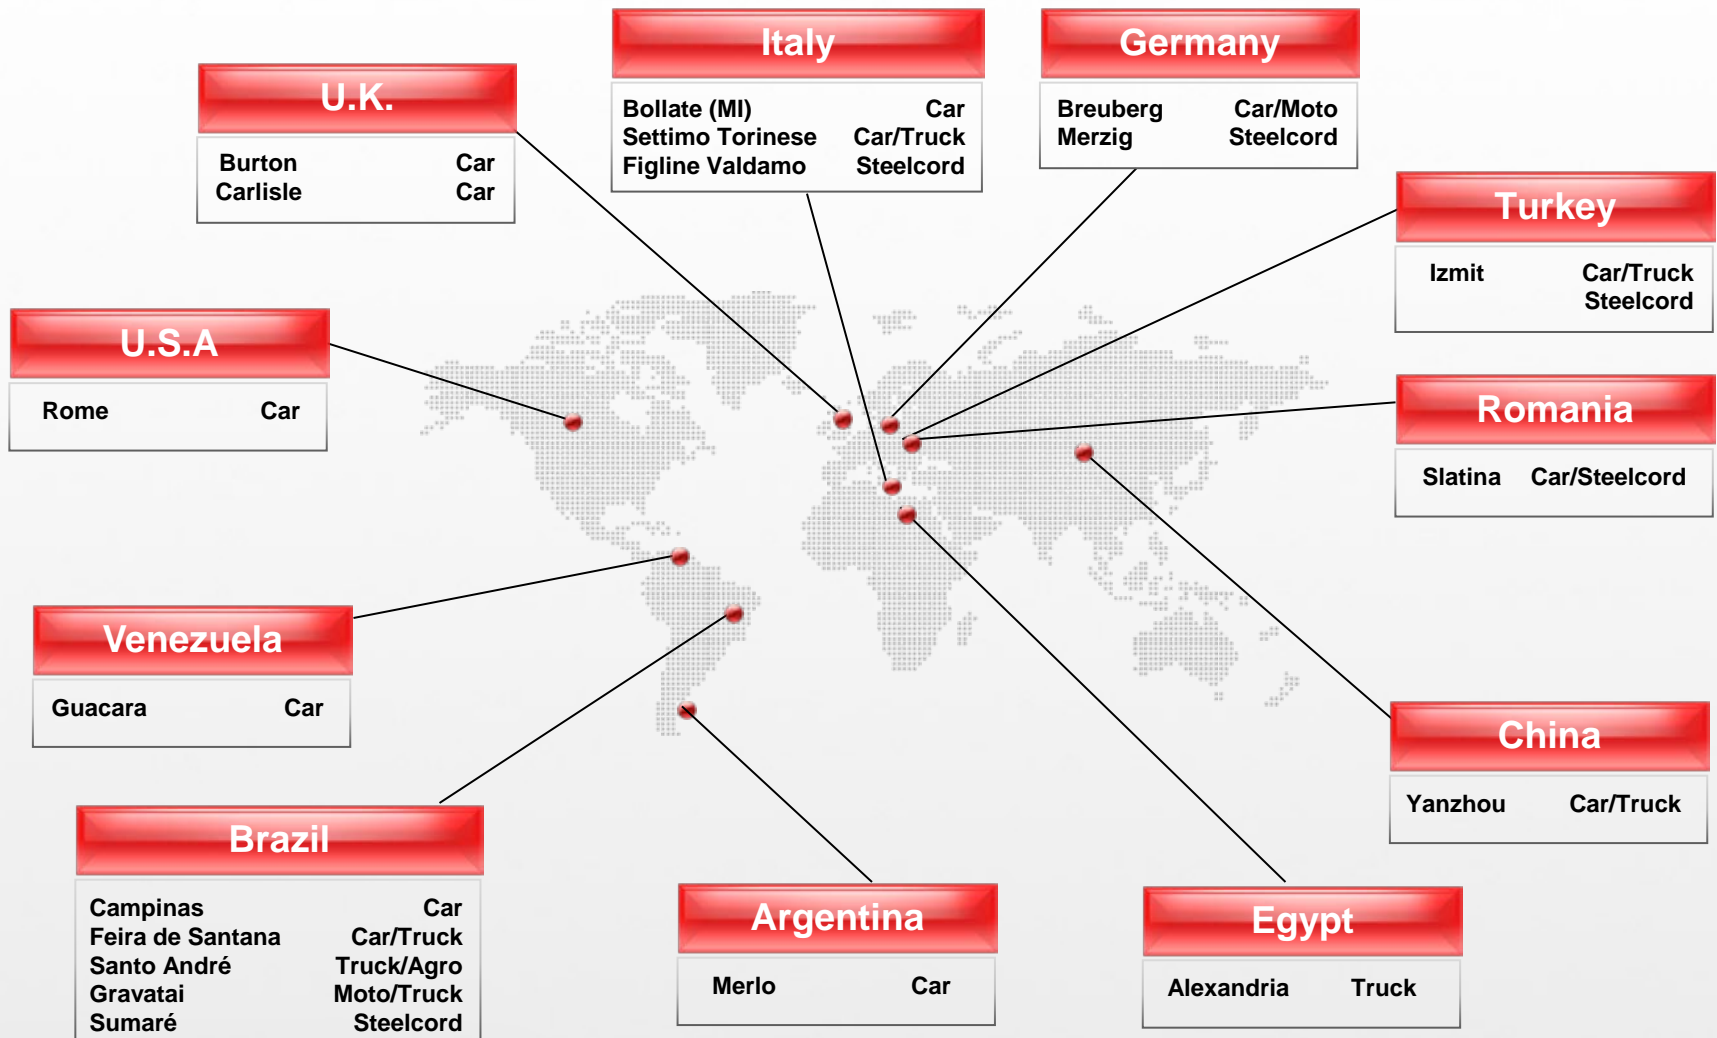 Italy
Bollate (MI) Car
Settimo Torinese Car/Truck
Figline Valdamo Steelcord
Germany
Breuberg Car/Moto
Merzig Steelcord
U.K.
Burton Car
Carlisle Car
Turkey
Izmit Car/Truck
Steelcord
U.S.A
Rome Car
Romania
Slatina Car/Steelcord
Venezuela
Guacara Car
China
Yanzhou Car/Truck
Brazil
Campinas Car
Feira de Santana Car/Truck
Santo André Truck/Agro
Gravatai Moto/Truck
Sumaré Steelcord
Argentina
Merlo Car
Egypt
Alexandria Truck